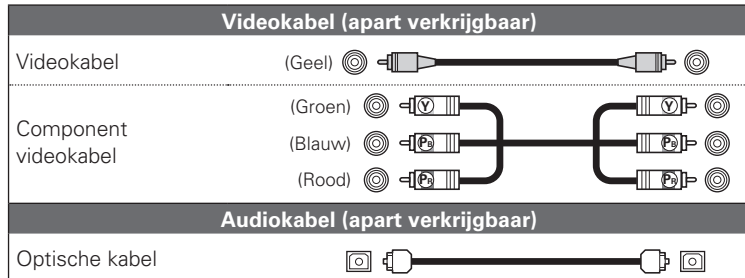 Videokabel (apart verkrijgbaar)
Videokabel (Geel)
(Groen) Y Y
Component videokabel
(Blauw) PB PB
(Rood) PR PR
Audiokabel (apart verkrijgbaar)
Optische kabel